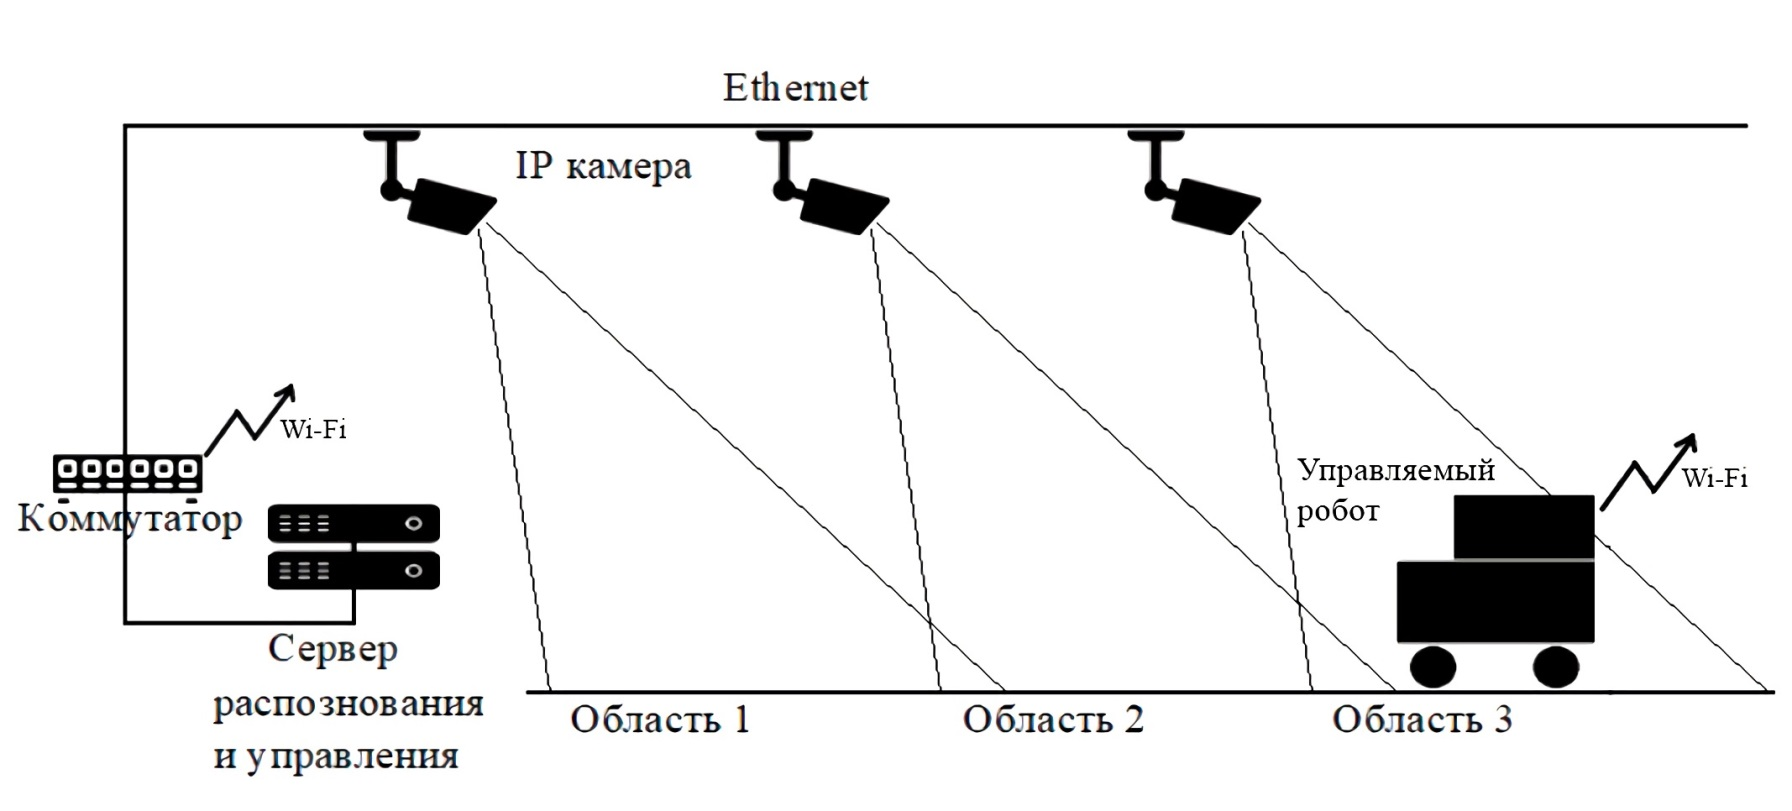 Ethernet
IP камера
Wi-Fi
Управляемый
робот
Wi-Fi
Коммутатор
Сервер
распознования
и управления
Область 1
Область 2
Область 3